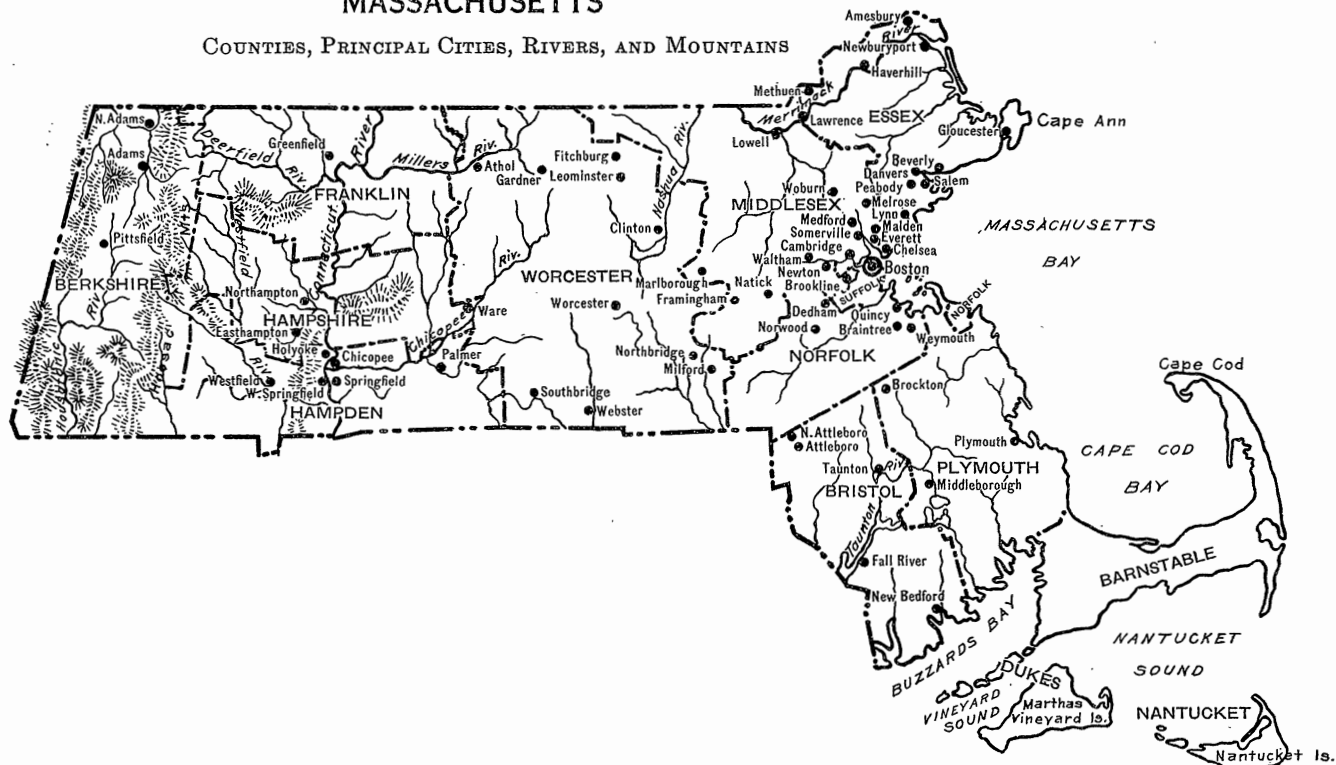 MASSACHUSETTS
COUNTIES, PRINCIPAL CITIES, RIVERS, AND MOUNTAINS
Amesbury
River
Newburyport
Haverhill
Methuen
Merrimack
Lawrence
ESSEX
Lowell
Gloucester
Cape Ann
N. Adams
Adams
Deerfield
Riv.
Greenfield
River
Millers
Riv.
Athol
Gardner
Fitchburg
Leominster
Nashua Riv.
Beverly
Danvers
Peabody
Salem
FRANKLIN
Woburn
MIDDLESEX
Melrose
Lynn
Medford
Malden
Somerville
Everett
Cambridge
Chelsea
Waltham
Newton
Boston
Brookline
SUFFOLK
MASSACHUSETTS
BAY
Pittsfield
Westfield
Connecticut
Clinton
Riv.
WORCESTER
Marlborough
Natick
Framingham
BERKSHIRE
Riv
Northampton
HAMPSHIRE
Easthampton
Worcester
Ware
Chicopee
Dedham
Quincy
NORFOLK
Norwood
Braintree
Weymouth
NORFOLK
Holyoke
Chicopee
Palmer
Northbridge
Milford
Westfield
Riv.
W. Springfield
Springfield
HAMPDEN
Southbridge
Webster
Brockton
Cape Cod
N. Attleboro
Attleboro
Plymouth
CAPE COD
BAY
Taunton
Riv.
PLYMOUTH
BRISTOL
Middleborough
Taunton
Fall River
BARNSTABLE
New Bedford
BUZZARDS BAY
NANTUCKET
SOUND
DUKES
VINEYARD
SOUND
Marthas
Vineyard Is.
NANTUCKET
Nantucket Is.